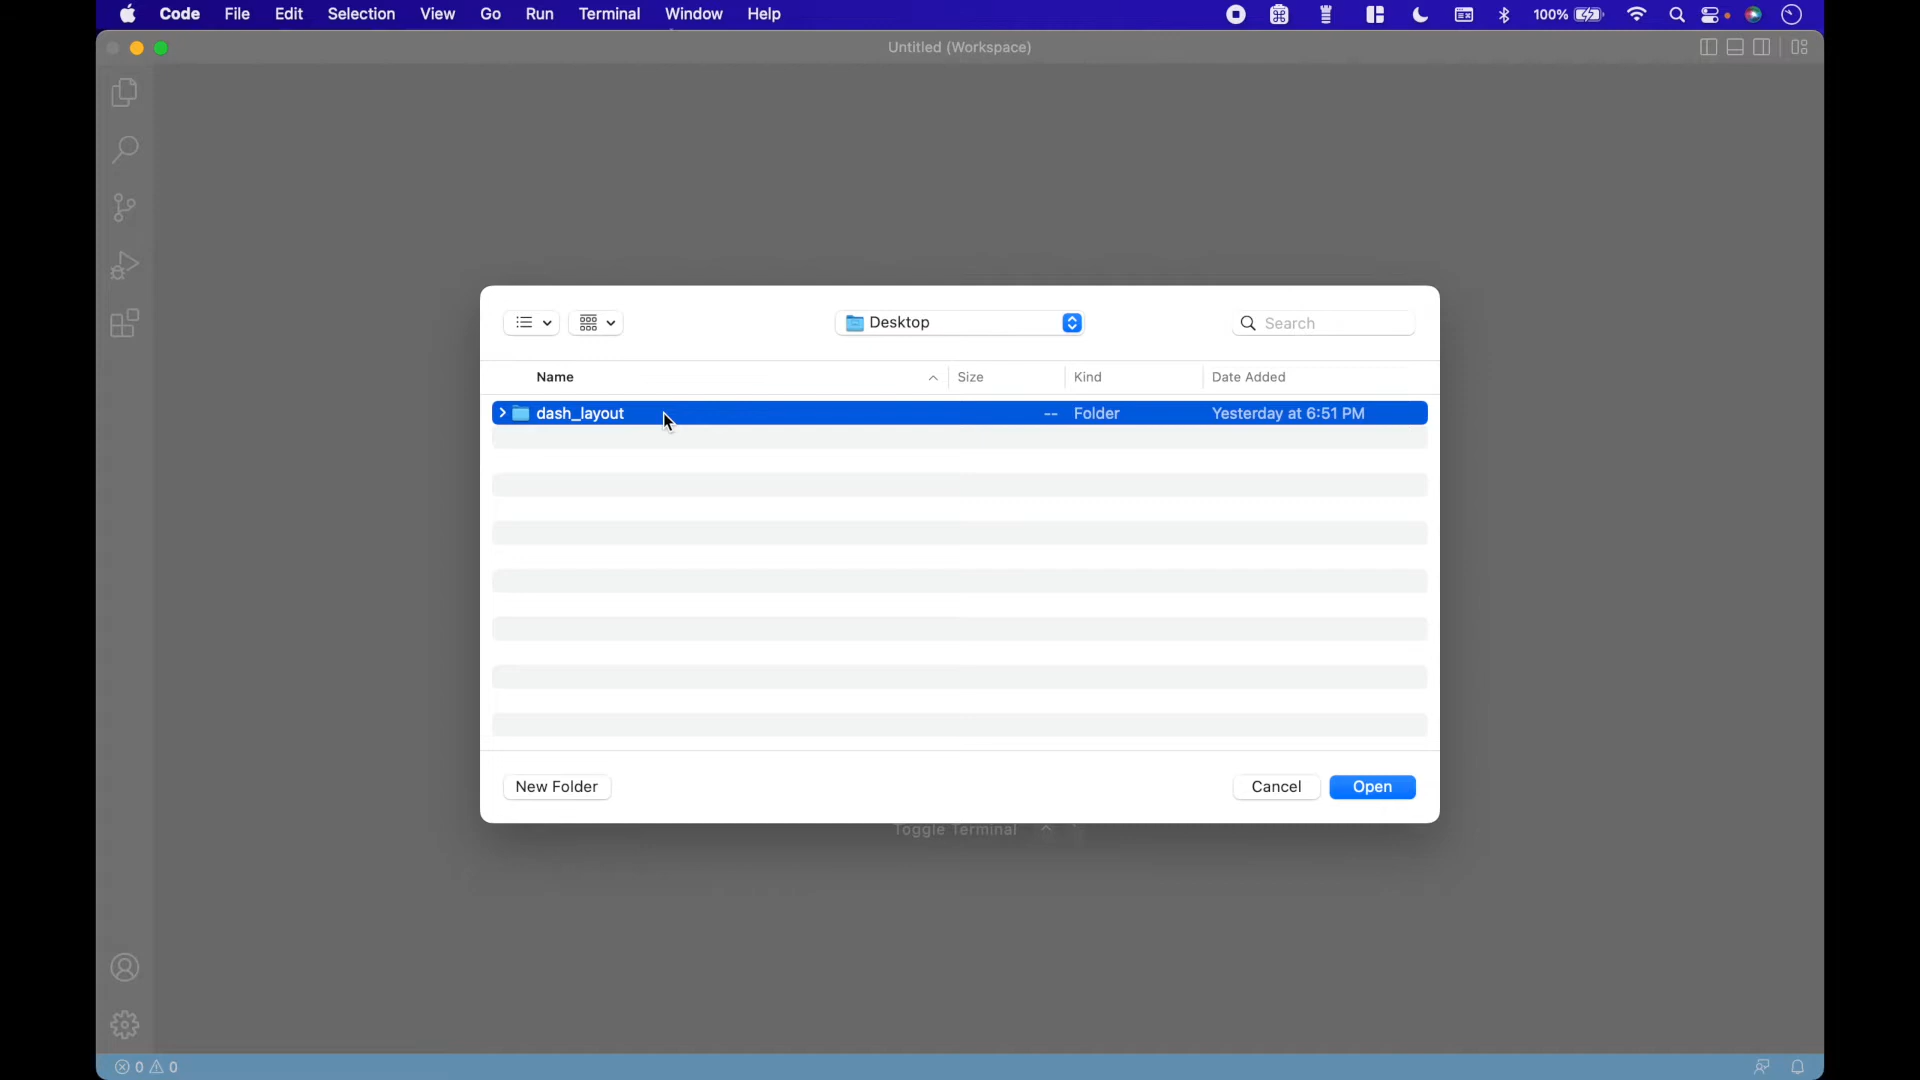 Code File Edit Selection View Go Run Terminal Window Help 100%
Untitled (Workspace)
Desktop Search
Name Size Kind Date Added
dash_layout -- Folder Yesterday at 6:51 PM
New Folder Cancel Open
Toggle Terminal
0 0